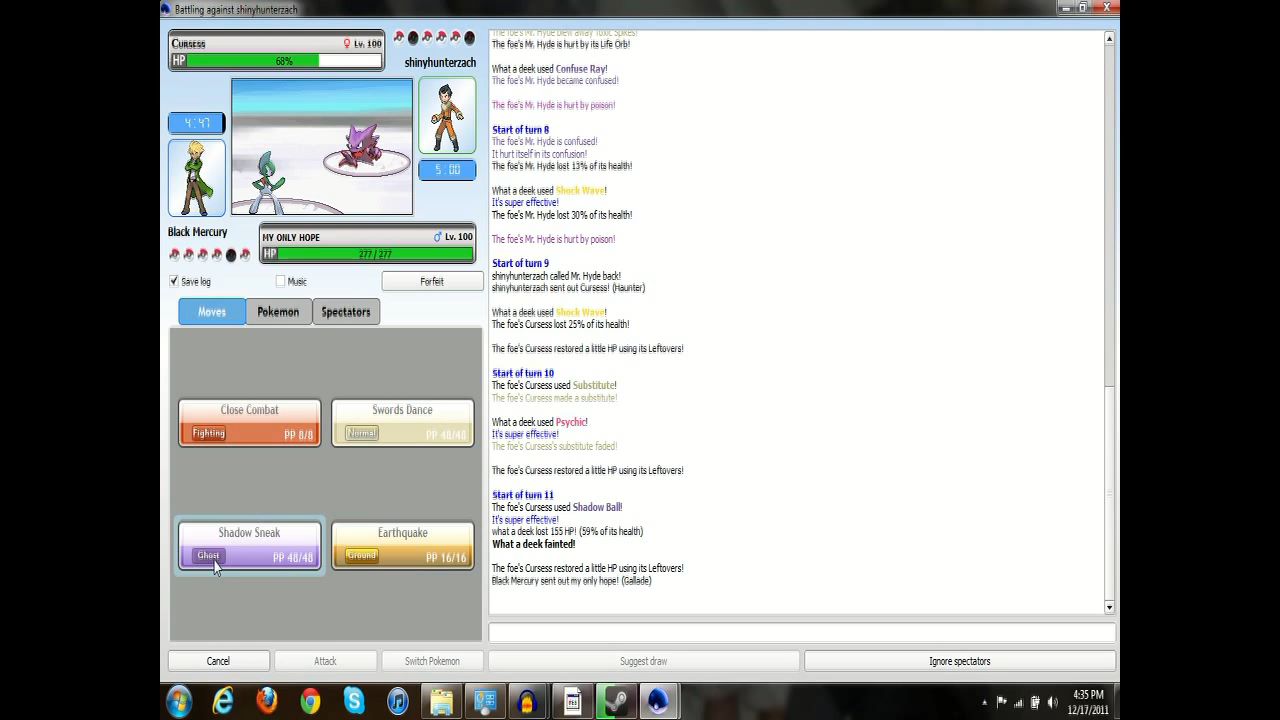 Battling against shinyhunterzach
Cursess Lv. 100
HP 68%
shinyhunterzach
4:47
5:00
Black Mercury
MY ONLY HOPE Lv. 100
HP 277 / 277
Save log Music Forfeit
Moves Pokemon Spectators
Close Combat
Fighting PP 8/8
Swords Dance
Normal PP 48/48
Shadow Sneak
Ghost PP 48/48
Earthquake
Ground PP 16/16
Cancel Attack Switch Pokemon
The foe's Mr. Hyde blew away Toxic Spikes!
The foe's Mr. Hyde is hurt by its Life Orb!
What a deek used Confuse Ray!
The foe's Mr. Hyde became confused!
The foe's Mr. Hyde is hurt by poison!
Start of turn 8
The foe's Mr. Hyde is confused!
It hurt itself in its confusion!
The foe's Mr. Hyde lost 13% of its health!
What a deek used Shock Wave!
It's super effective!
The foe's Mr. Hyde lost 30% of its health!
The foe's Mr. Hyde is hurt by poison!
Start of turn 9
shinyhunterzach called Mr. Hyde back!
shinyhunterzach sent out Cursess! (Haunter)
What a deek used Shock Wave!
The foe's Cursess lost 25% of its health!
The foe's Cursess restored a little HP using its Leftovers!
Start of turn 10
The foe's Cursess used Substitute!
The foe's Cursess made a substitute!
What a deek used Psychic!
It's super effective!
The foe's Cursess's substitute faded!
The foe's Cursess restored a little HP using its Leftovers!
Start of turn 11
The foe's Cursess used Shadow Ball!
It's super effective!
what a deek lost 155 HP! (59% of its health)
What a deek fainted!
The foe's Cursess restored a little HP using its Leftovers!
Black Mercury sent out my only hope! (Gallade)
Suggest draw Ignore spectators
4:35 PM
12/17/2011